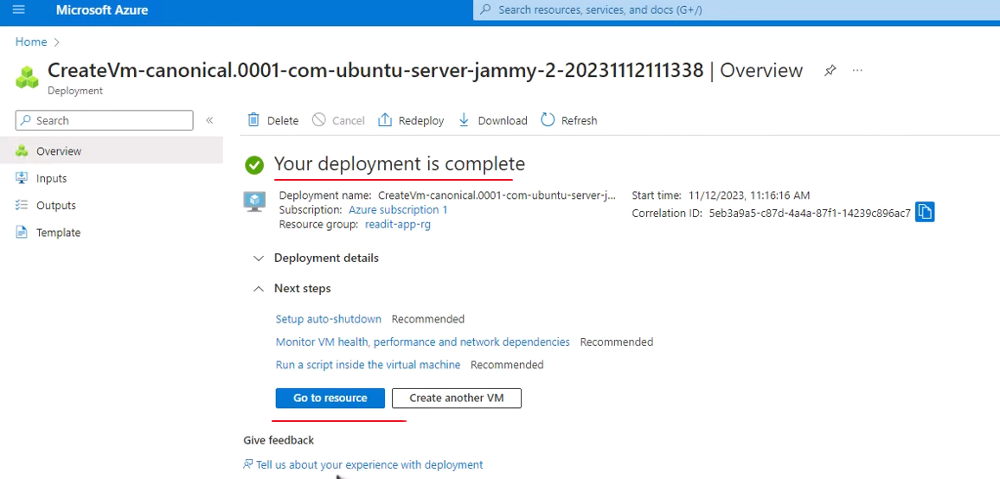 Microsoft Azure
Search resources, services, and docs (G+/)
Home
CreateVm-canonical.0001-com-ubuntu-server-jammy-2-20231112111338 | Overview
Deployment
Search
Delete
Cancel
Redeploy
Download
Refresh
Overview
Inputs
Outputs
Template
Your deployment is complete
Deployment name: CreateVm-canonical.0001-com-ubuntu-server-j...
Subscription: Azure subscription 1
Resource group: readit-app-rg
Start time: 11/12/2023, 11:16:16 AM
Correlation ID: 5eb3a9a5-c87d-4a4a-87f1-14239c896ac7
Deployment details
Next steps
Setup auto-shutdown Recommended
Monitor VM health, performance and network dependencies Recommended
Run a script inside the virtual machine Recommended
Go to resource
Create another VM
Give feedback
Tell us about your experience with deployment